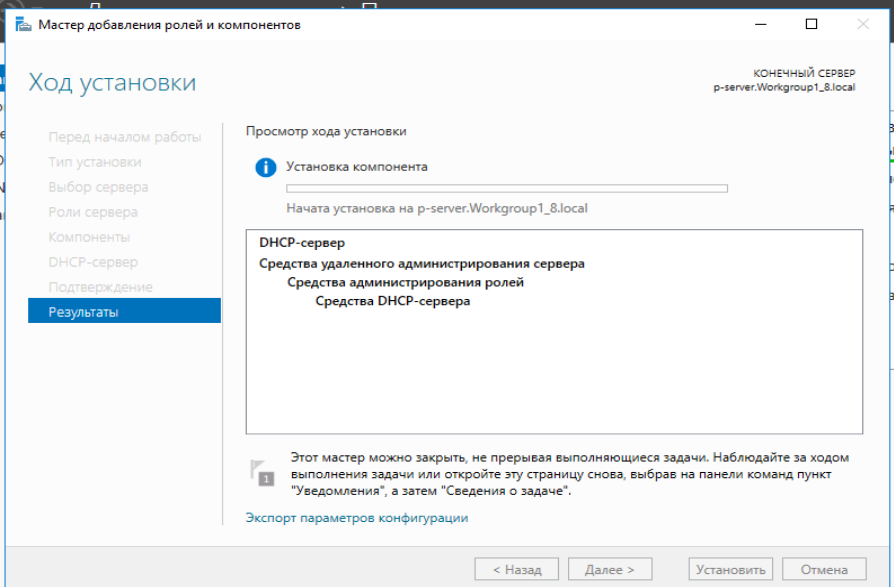 Мастер добавления ролей и компонентов
Ход установки
КОНЕЧНЫЙ СЕРВЕР
p-server.Workgroup1_8.local
Перед началом работы
Тип установки
Выбор сервера
Роли сервера
Компоненты
DHCP-сервер
Подтверждение
Результаты
Просмотр хода установки
Установка компонента
Начата установка на p-server.Workgroup1_8.local
DHCP-сервер
Средства удаленного администрирования сервера
Средства администрирования ролей
Средства DHCP-сервера
1
Этот мастер можно закрыть, не прерывая выполняющиеся задачи. Наблюдайте за ходом
выполнения задачи или откройте эту страницу снова, выбрав на панели команд пункт
"Уведомления", а затем "Сведения о задаче".
Экспорт параметров конфигурации
< Назад
Далее >
Установить
Отмена